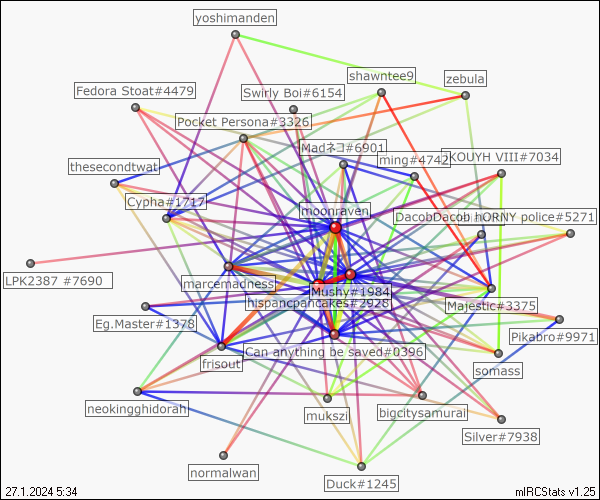 yoshimanden
shawntee9
zebula
Fedora Stoat#4479
Swirly Boi#6154
Pocket Persona#3326
Madネコ#6901
ming#4742
KOUYH VIII#7034
thesecondtwat
Cypha#1717
moonraven
DacobDacob
hORNY police#5271
LPK2387 #7690
marcemadness
Mushy#1984
hispancpancakes#2928
Majestic#3375
Eg.Master#1378
Pikabro#9971
Can anything be saved#0396
frisout
somass
neokingghidorah
mukszi
bigcitysamurai
Silver#7938
normalwan
Duck#1245
27.1.2024 5:34
mIRCStats v1.25